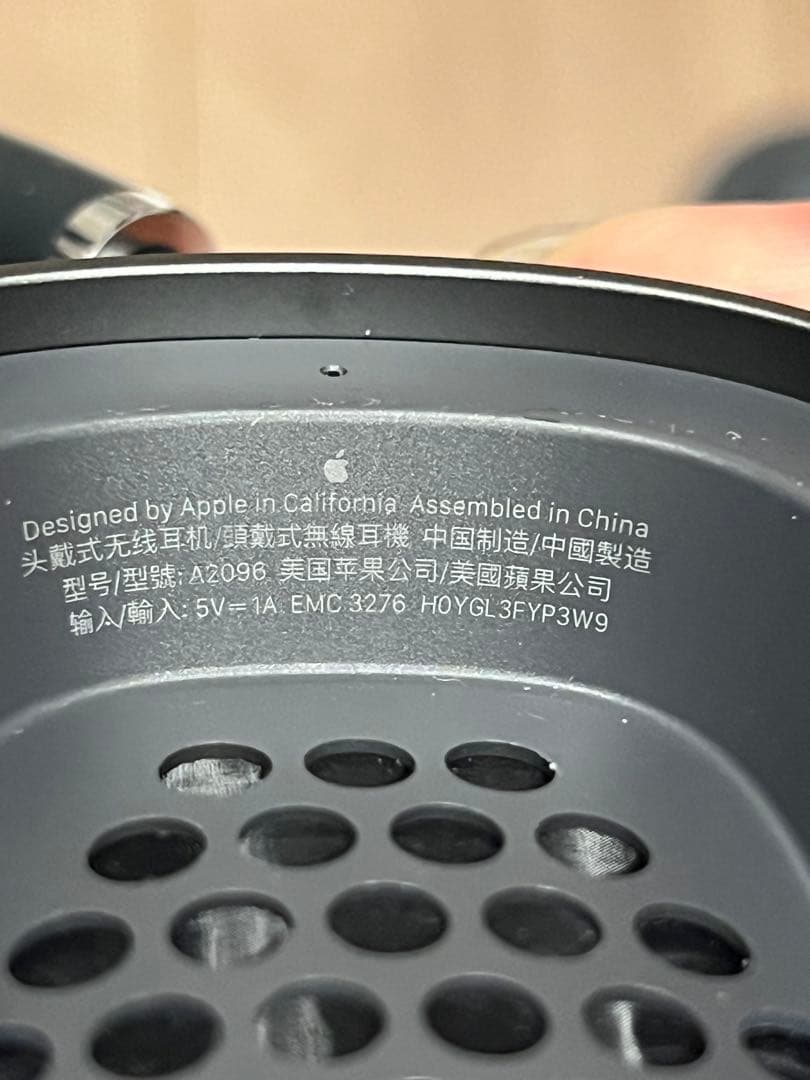 Designed by Apple in California Assembled in China
头戴式无线耳机/頭戴式無線耳機 中国制造/中國製造
型号/型號: A2096 美国苹果公司/美國蘋果公司
输入/輸入: 5V⎓1A EMC 3276 H0YGL3FYP3W9